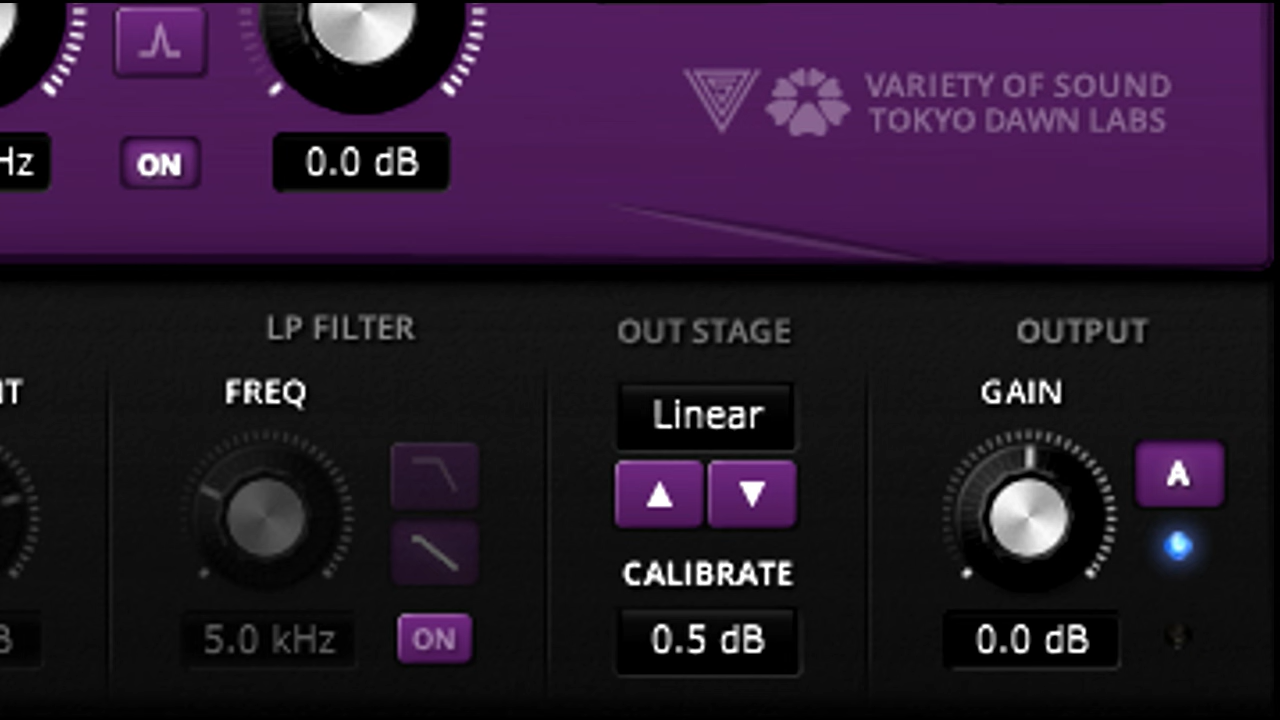 VARIETY OF SOUND
TOKYO DAWN LABS
Hz
ON
0.0 dB
LP FILTER
OUT STAGE
OUTPUT
FREQ
GAIN
Linear
A
▲
▼
CALIBRATE
5.0 kHz
ON
0.5 dB
0.0 dB